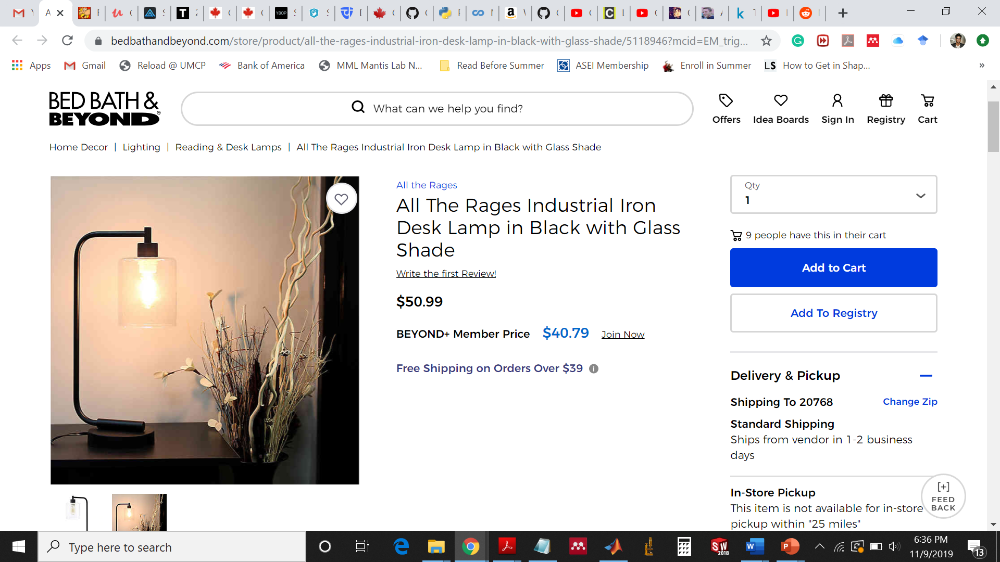 bedbathandbeyond.com/store/product/all-the-rages-industrial-iron-desk-lamp-in-black-with-glass-shade/5118946?mcid=EM_trig...
Apps
Gmail
Reload @ UMCP
Bank of America
MML Mantis Lab N...
Read Before Summer
ASEI Membership
Enroll in Summer
LS
How to Get in Shap...
»
BED BATH &
BEYOND®
What can we help you find?
Offers
Idea Boards
Sign In
Registry
Cart
Home Decor | Lighting | Reading & Desk Lamps | All The Rages Industrial Iron Desk Lamp in Black with Glass Shade
All the Rages
All The Rages Industrial Iron
Desk Lamp in Black with Glass
Shade
Write the first Review!
$50.99
BEYOND+ Member Price $40.79 Join Now
Free Shipping on Orders Over $39
Qty
1
9 people have this in their cart
Add to Cart
Add To Registry
Delivery & Pickup
Shipping To 20768
Change Zip
Standard Shipping
Ships from vendor in 1-2 business
days
In-Store Pickup
This item is not available for in-store
pickup within "25 miles"
[+]
FEED
BACK
Type here to search
SW
2018
6:36 PM
11/9/2019
13